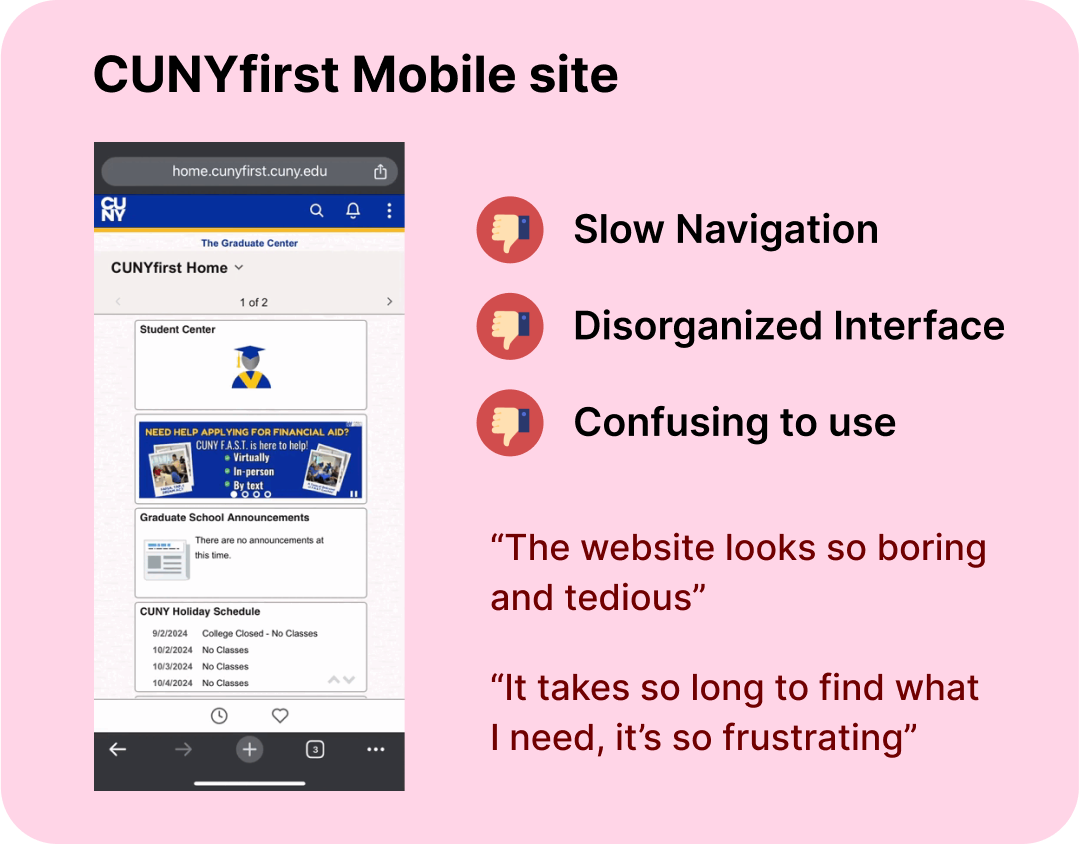 CUNYfirst Mobile site
home.cunyfirst.cuny.edu
CU
NY
The Graduate Center
CUNYfirst Home
1 of 2
Student Center
NEED HELP APPLYING FOR FINANCIAL AID?
CUNY F.A.S.T. is here to help!
Virtually
In-person
By text
Graduate School Announcements
There are no announcements at
this time.
CUNY Holiday Schedule
9/2/2024 College Closed - No Classes
10/2/2024 No Classes
10/3/2024 No Classes
10/4/2024 No Classes
3
Slow Navigation
Disorganized Interface
Confusing to use
“The website looks so boring
and tedious”
“It takes so long to find what
I need, it’s so frustrating”